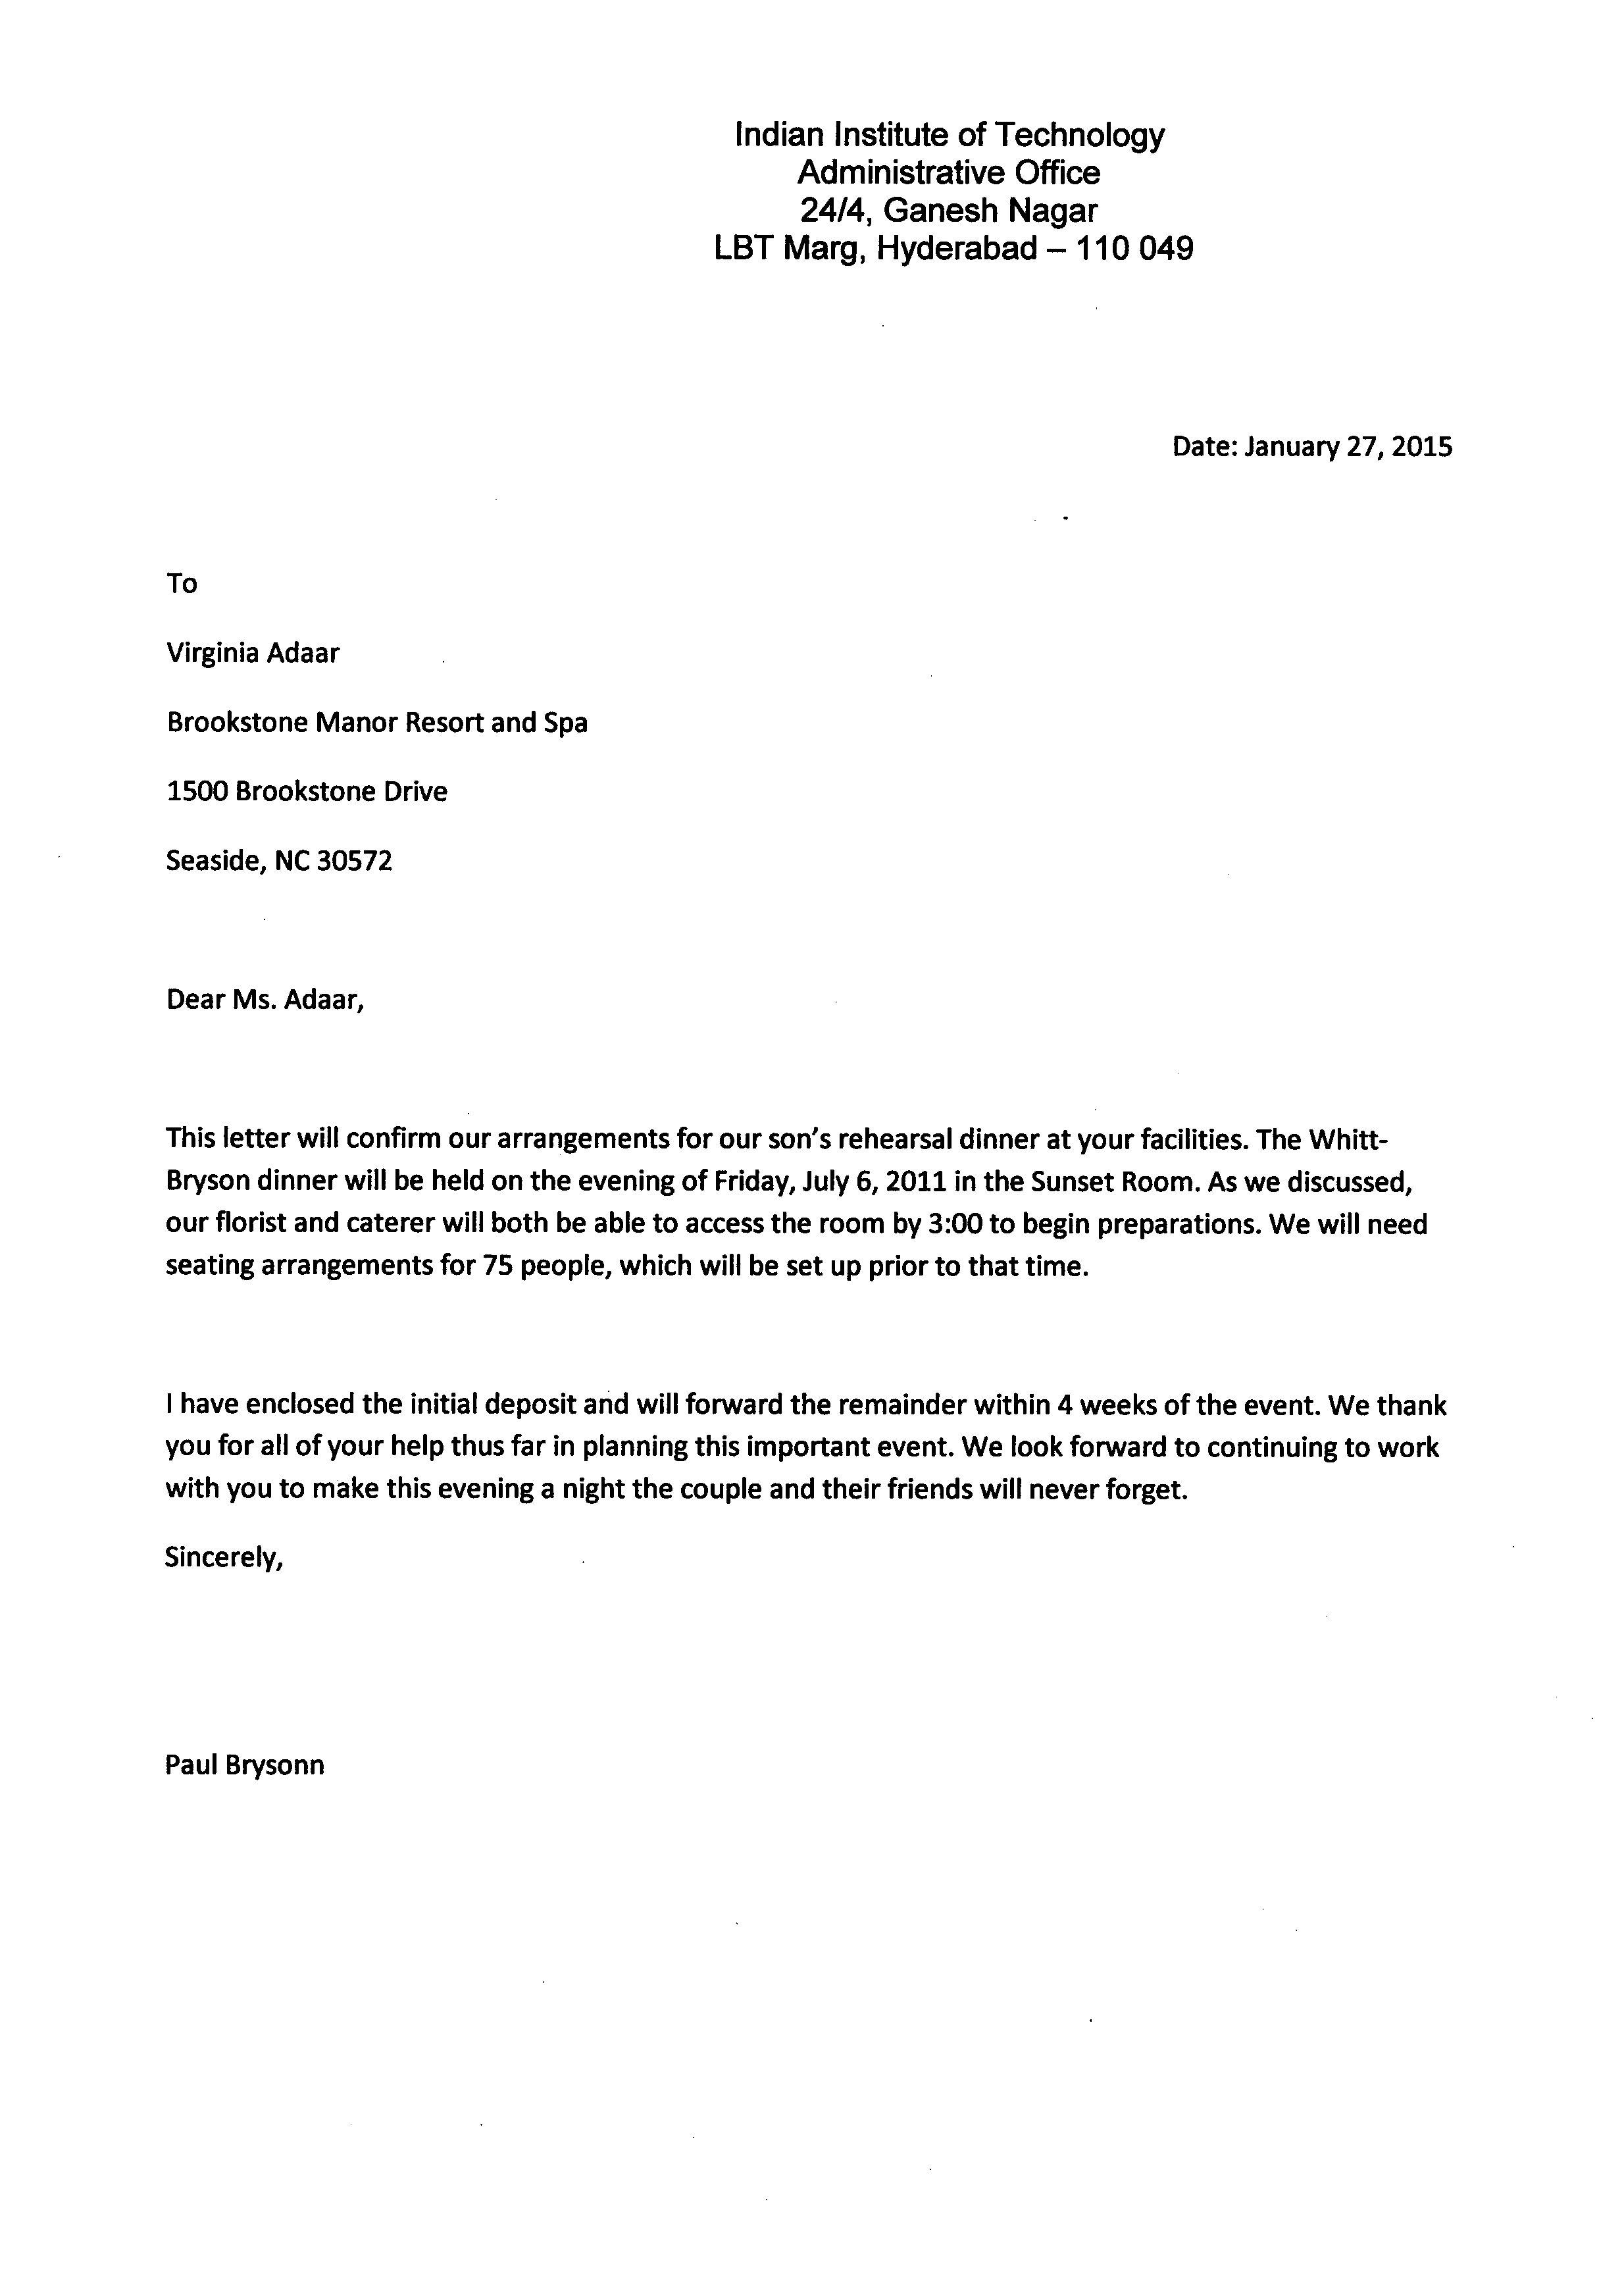 Indian Institute of Technology
Administrative Office
24/4, Ganesh Nagar
LBT Marg, Hyderabad – 110 049
Date: January 27, 2015
To
Virginia Adaar
Brookstone Manor Resort and Spa
1500 Brookstone Drive
Seaside, NC 30572
Dear Ms. Adaar,
This letter will confirm our arrangements for our son's rehearsal dinner at your facilities. The Whitt-
Bryson dinner will be held on the evening of Friday, July 6, 2011 in the Sunset Room. As we discussed,
our florist and caterer will both be able to access the room by 3:00 to begin preparations. We will need
seating arrangements for 75 people, which will be set up prior to that time.
I have enclosed the initial deposit and will forward the remainder within 4 weeks of the event. We thank
you for all of your help thus far in planning this important event. We look forward to continuing to work
with you to make this evening a night the couple and their friends will never forget.
Sincerely,
Paul Brysonn